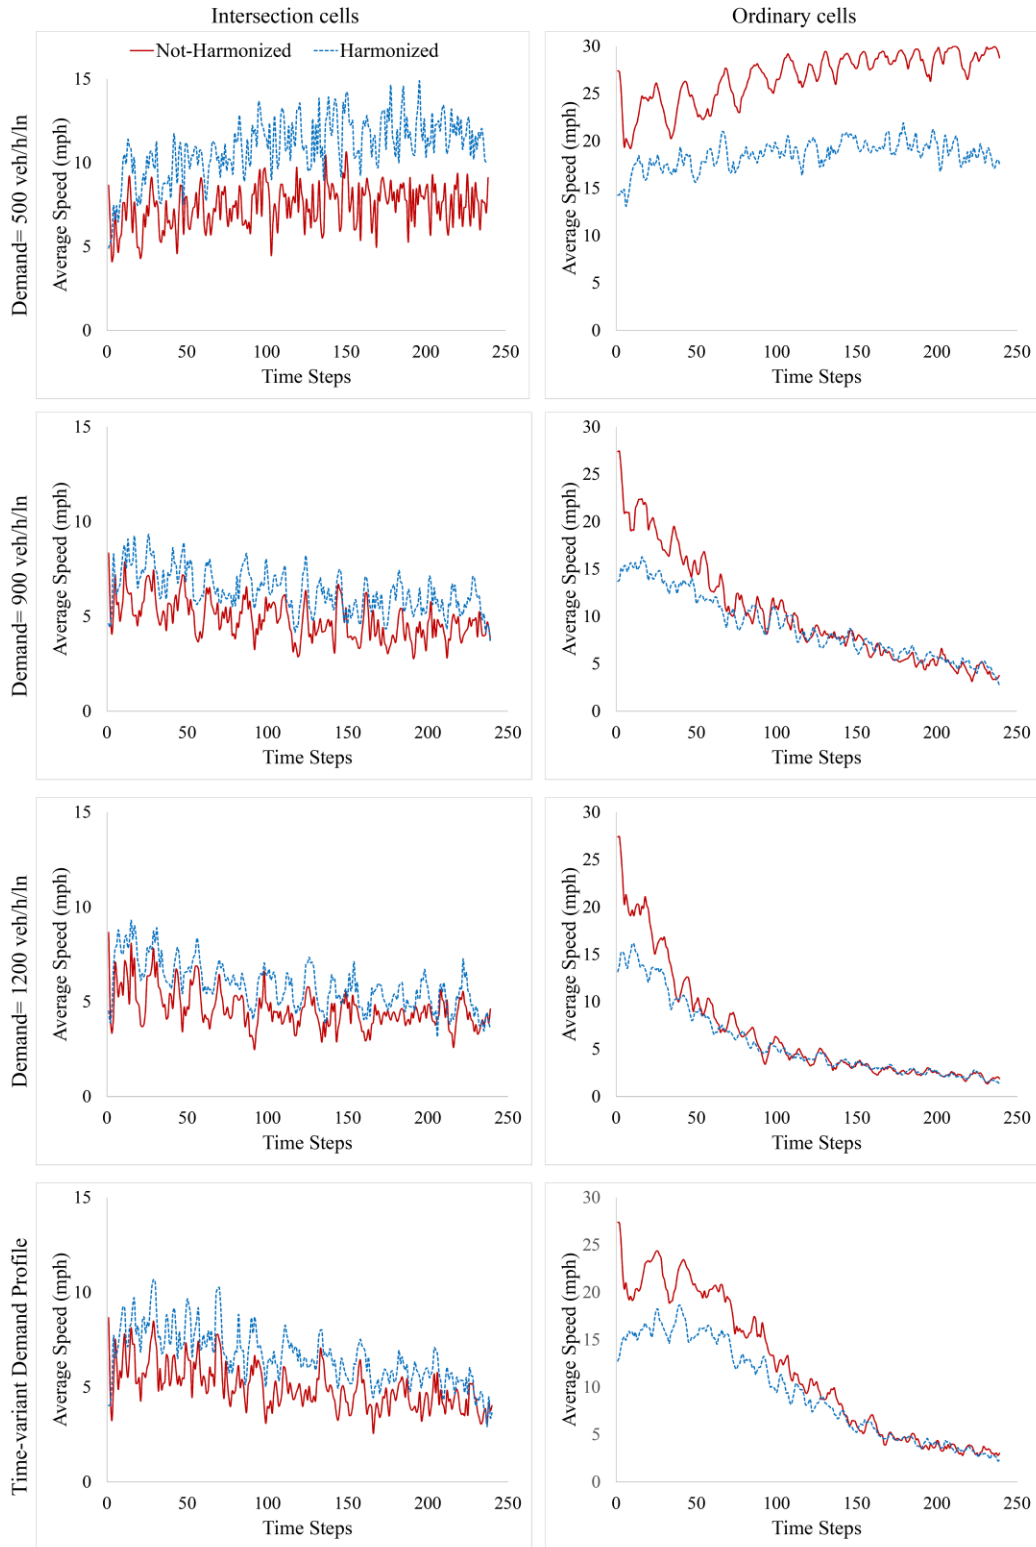 Intersection cells
Ordinary cells
Demand= 500 veh/h/ln
Not-Harmonized
Harmonized
Average Speed (mph)
15
10
5
0
0 50 100 150 200 250
Time Steps
Average Speed (mph)
30
25
20
15
10
5
0
0 50 100 150 200 250
Time Steps
Demand= 900 veh/h/ln
Average Speed (mph)
15
10
5
0
0 50 100 150 200 250
Time Steps
Average Speed (mph)
30
25
20
15
10
5
0
0 50 100 150 200 250
Time Steps
Demand= 1200 veh/h/ln
Average Speed (mph)
15
10
5
0
0 50 100 150 200 250
Time Steps
Average Speed (mph)
30
25
20
15
10
5
0
0 50 100 150 200 250
Time Steps
Time-variant Demand Profile
Average Speed (mph)
15
10
5
0
0 50 100 150 200 250
Time Steps
Average Speed (mph)
30
25
20
15
10
5
0
0 50 100 150 200 250
Time Steps